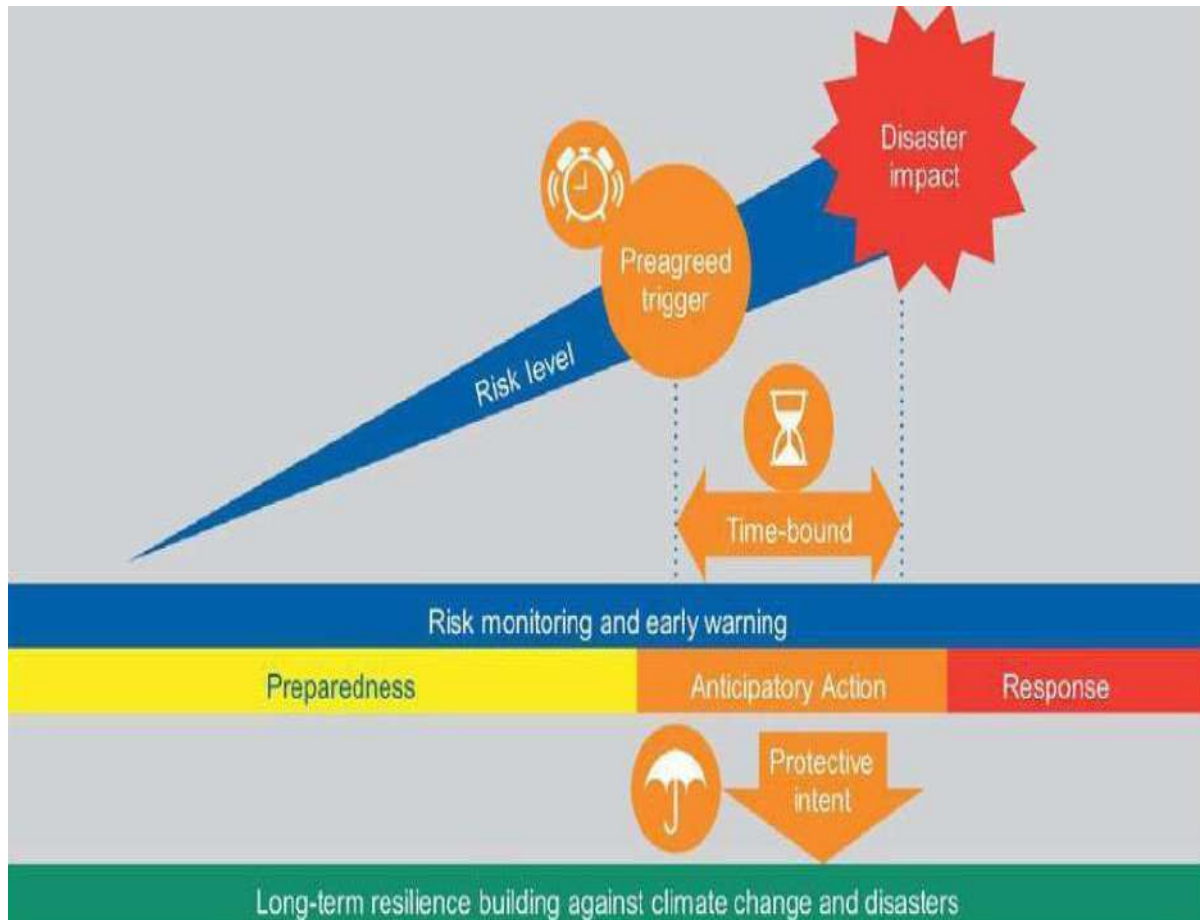 Disaster
impact
Preagreed
trigger
Risk level
Time-bound
Risk monitoring and early warning
Preparedness
Anticipatory Action
Response
Protective
intent
Long-term resilience building against climate change and disasters